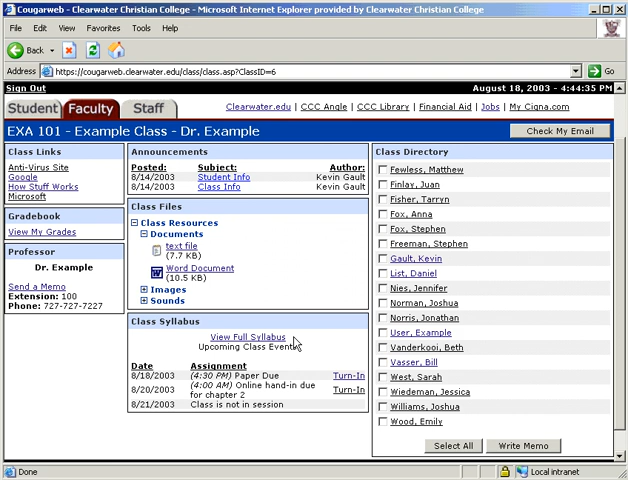 Cougarweb - Clearwater Christian College - Microsoft Internet Explorer provided by Clearwater Christian College
File Edit View Favorites Tools Help
Back
Address https://cougarweb.clearwater.edu/class/class.asp?ClassID=6 Go
Sign Out August 18, 2003 - 4:44:35 PM
Student Faculty Staff Clearwater.edu | CCC Angle | CCC Library | Financial Aid | Jobs | My Cigna.com
EXA 101 - Example Class - Dr. Example Check My Email
Class Links
Anti-Virus Site
Google
How Stuff Works
Microsoft
Gradebook
View My Grades
Professor
Dr. Example
Send a Memo
Extension: 100
Phone: 727-727-7227
Announcements
Posted: Subject: Author:
8/14/2003 Student Info Kevin Gault
8/14/2003 Class Info Kevin Gault
Class Files
Class Resources
Documents
text file
(7.7 KB)
Word Document
(10.5 KB)
Images
Sounds
Class Syllabus
View Full Syllabus
Upcoming Class Events
Date Assignment
8/18/2003 (4:30 PM) Paper Due Turn-In
8/20/2003 (4:00 AM) Online hand-in due for chapter 2 Turn-In
8/21/2003 Class is not in session
Class Directory
Fewless, Matthew
Finlay, Juan
Fisher, Tarryn
Fox, Anna
Fox, Stephen
Freeman, Stephen
Gault, Kevin
List, Daniel
Nies, Jennifer
Norman, Joshua
Norris, Jonathan
User, Example
Vanderkooi, Beth
Vasser, Bill
West, Sarah
Wiedeman, Jessica
Williams, Joshua
Wood, Emily
Select All Write Memo
Done Local intranet